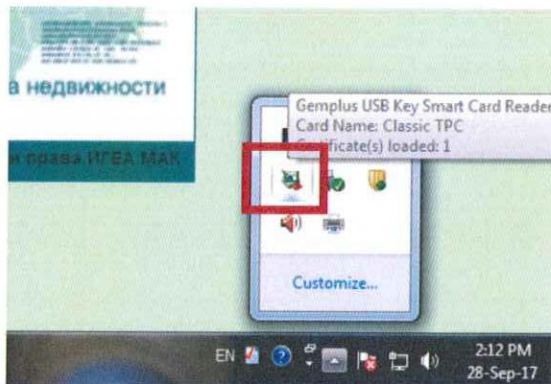 а недвижности
и права ИГЕА МАК
Gemplus USB Key Smart Card Reader
Card Name: Classic TPC
Certificate(s) loaded: 1
Customize...
EN
2:12 PM
28-Sep-17